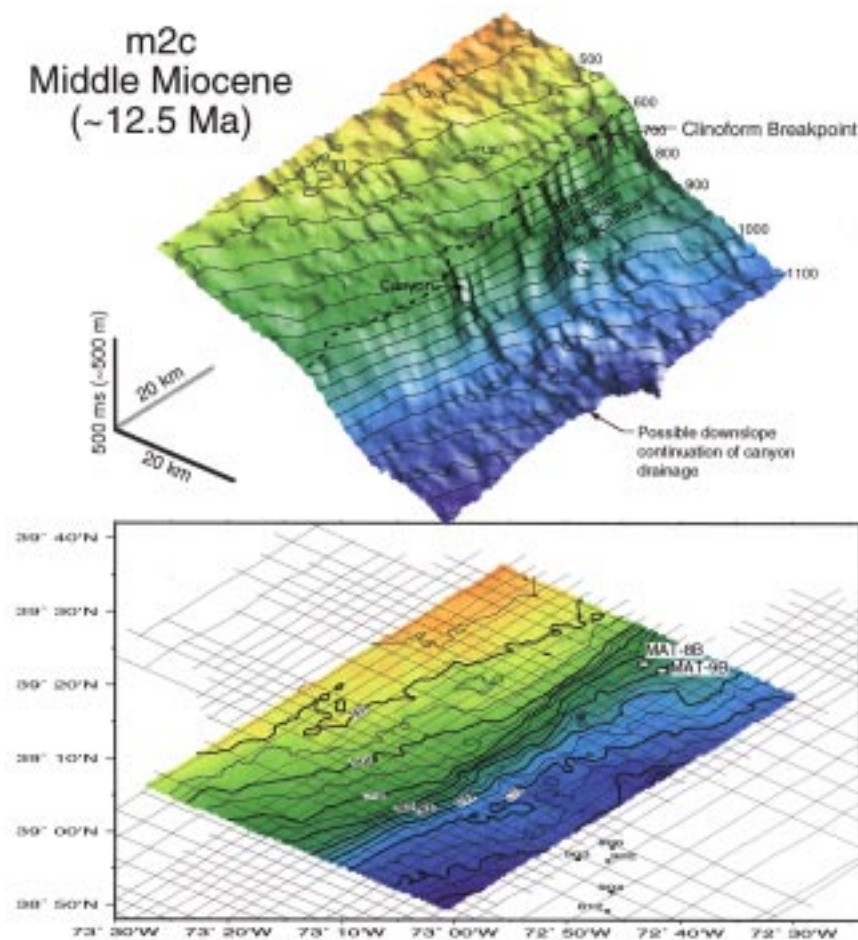 m2c
Middle Miocene
(~12.5 Ma)
500
600
700
Clinoform Breakpoint
800
900
1000
1100
Canyon
500 ms (~500 m)
20 km
20 km
Possible downslope
continuation of canyon
drainage
39° 40'N
39° 30'N
39° 20'N
39° 10'N
39° 00'N
38° 50'N
MAT-8B
MAT-9B
73° 30'W
73° 20'W
73° 10'W
73° 00'W
72° 50'W
72° 40'W
72° 30'W